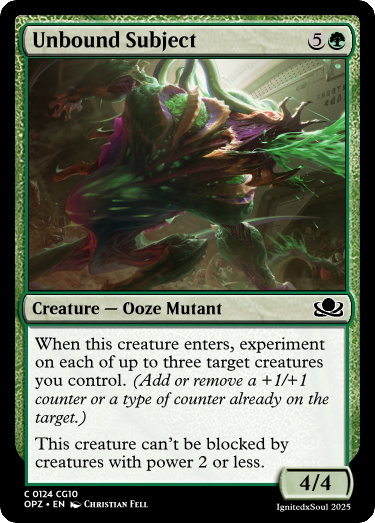 Unbound Subject 5
Creature — Ooze Mutant
When this creature enters, experiment
on each of up to three target creatures
you control. (Add or remove a +1/+1
counter or a type of counter already on the
target.)
This creature can't be blocked by
creatures with power 2 or less.
4/4
C 0124 CG10
OPZ • EN Christian Fell
IgnitedxSoul 2025